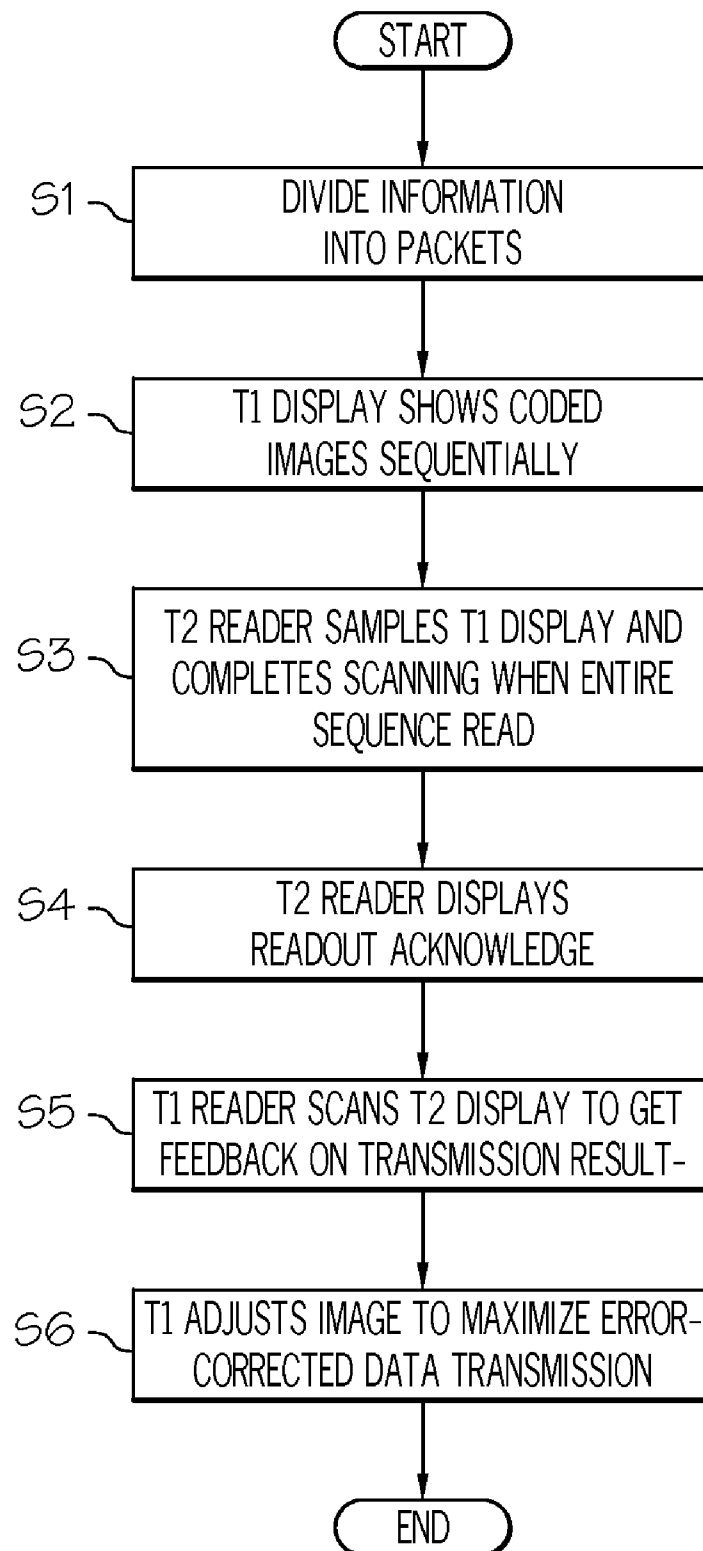 START
S1
DIVIDE INFORMATION
INTO PACKETS
S2
T1 DISPLAY SHOWS CODED
IMAGES SEQUENTIALLY
S3
T2 READER SAMPLES T1 DISPLAY AND
COMPLETES SCANNING WHEN ENTIRE
SEQUENCE READ
S4
T2 READER DISPLAYS
READOUT ACKNOWLEDGE
S5
T1 READER SCANS T2 DISPLAY TO GET
FEEDBACK ON TRANSMISSION RESULT-
S6
T1 ADJUSTS IMAGE TO MAXIMIZE ERROR-
CORRECTED DATA TRANSMISSION
END